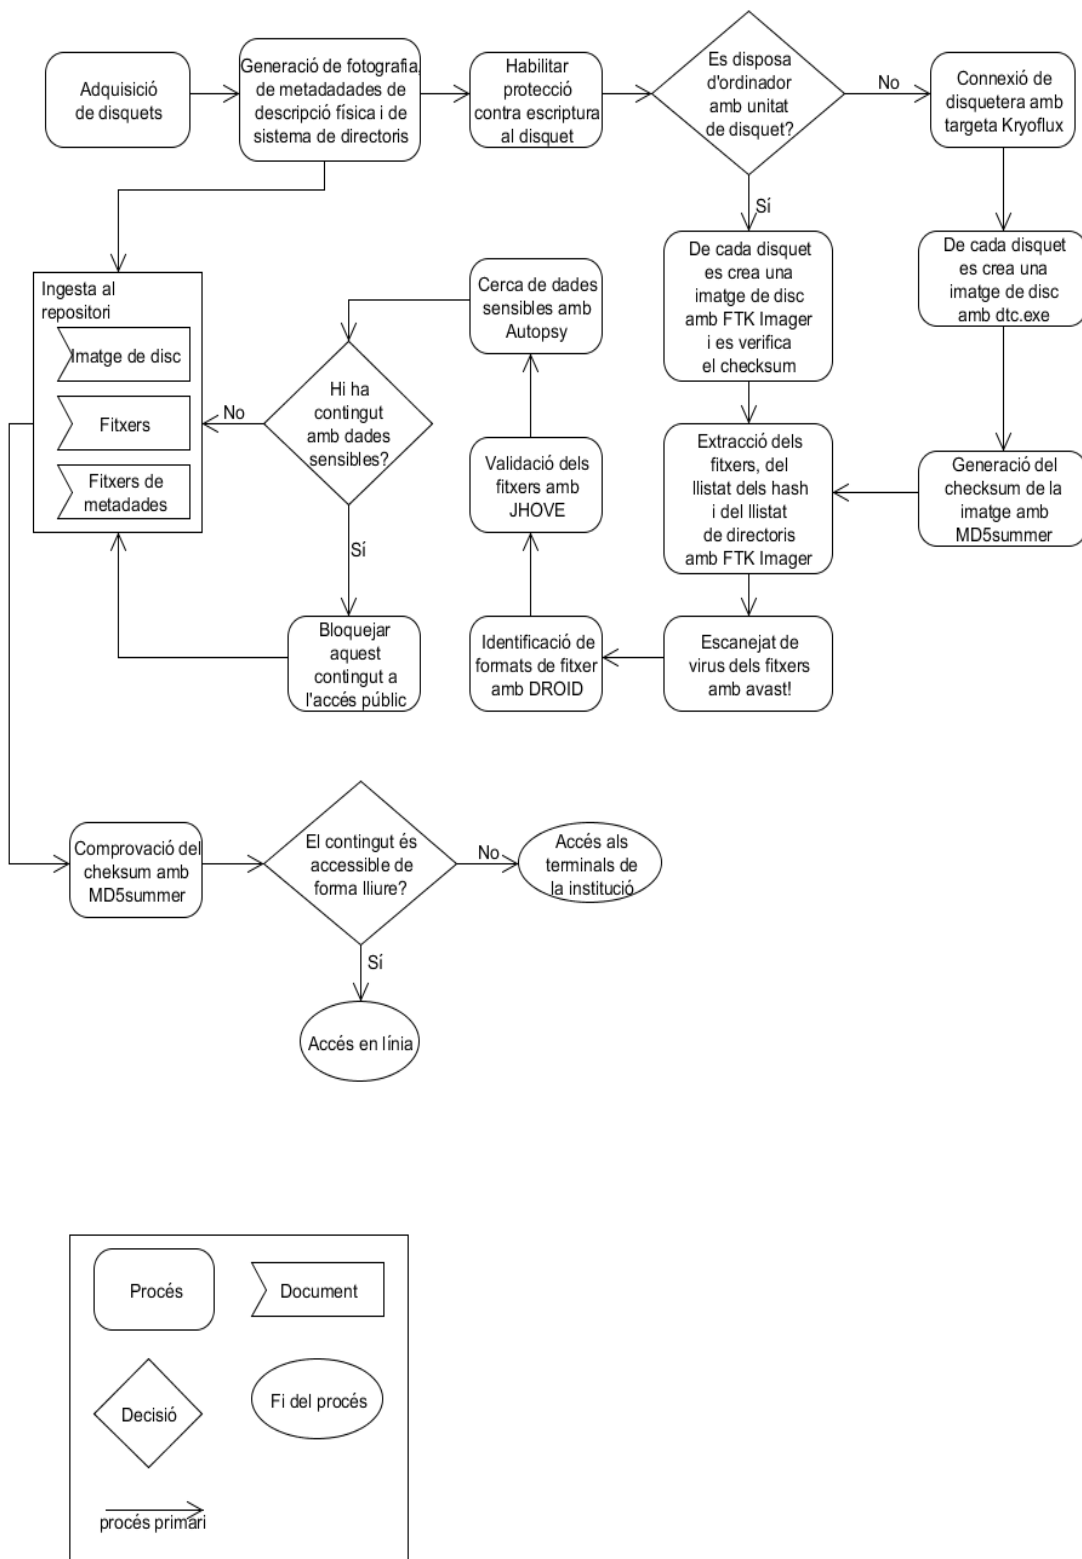 Adquisició
de disquets
Generació de fotografia,
de metadadades de
descripció física i de
sistema de directoris
Habilitar
protecció
contra escriptura
al disquet
Es disposa
d'ordinador
amb unitat
de disquet?
No
Connexió de
disquetera amb
targeta Kryoflux
Sí
De cada disquet
es crea una
imatge de disc
amb FTK Imager
i es verifica
el checksum
De cada disquet
es crea una
imatge de disc
amb dtc.exe
Ingesta al
repositori
Imatge de disc
Fitxers
Fitxers de
metadades
Cerca de dades
sensibles amb
Autopsy
Hi ha
contingut
amb dades
sensibles?
No
Sí
Validació dels
fitxers amb
JHOVE
Extracció dels
fitxers, del
llistat dels hash
i del llistat
de directoris
amb FTK Imager
Generació del
checksum de la
imatge amb
MD5summer
Bloquejar
aquest
contingut a
l'accés públic
Identificació de
formats de fitxer
amb DROID
Escanejat de
virus dels fitxers
amb avast!
Comprovació del
cheksum amb
MD5summer
El contingut és
accessible de
forma lliure?
No
Accés als
terminals de
la institució
Sí
Accés en línia
Procés
Document
Decisió
Fi del procés
procés primari